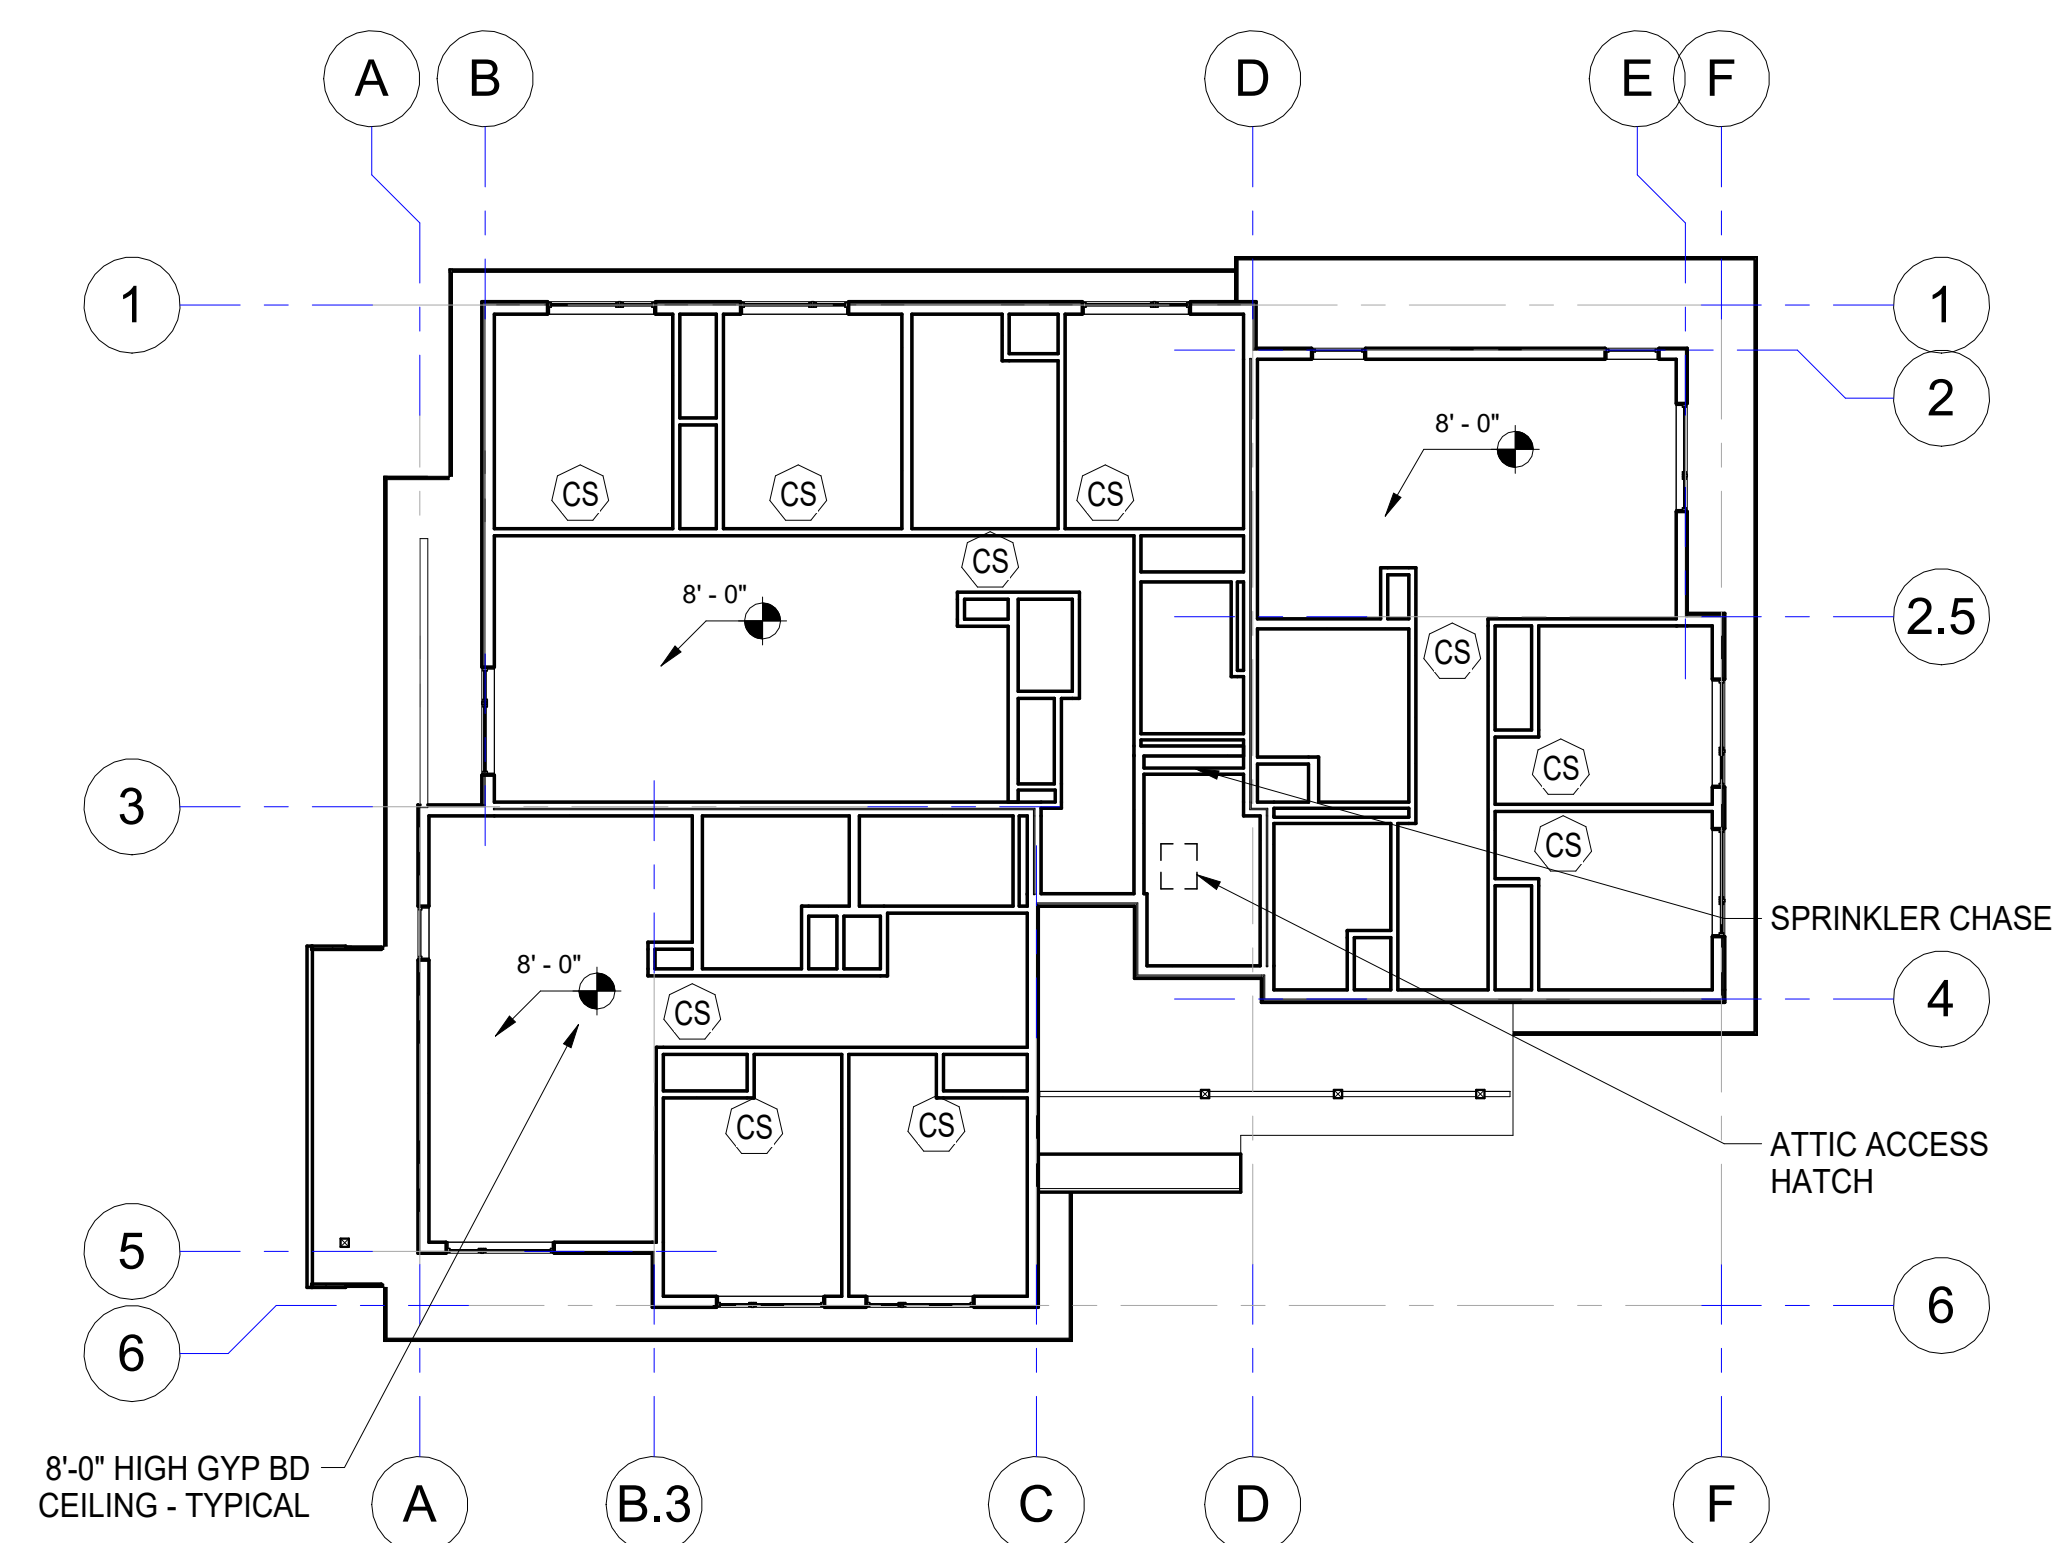 A
B
D
E
F
1
1
2
8' - 0"
CS
CS
CS
CS
8' - 0"
2.5
CS
CS
3
CS
SPRINKLER CHASE
8' - 0"
CS
4
CS
CS
ATTIC ACCESS
HATCH
5
6
6
8'-0" HIGH GYP BD
CEILING - TYPICAL
A
B.3
C
D
F